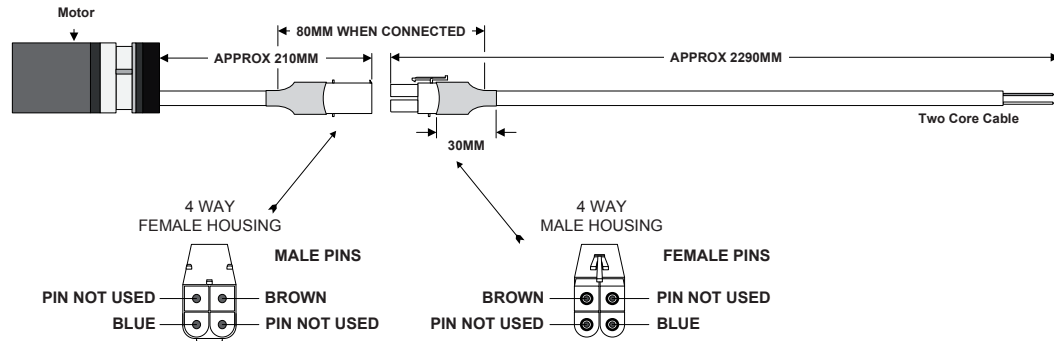 Motor
80MM WHEN CONNECTED
APPROX 210MM
APPROX 2290MM
Two Core Cable
30MM
4 WAY
FEMALE HOUSING
MALE PINS
PIN NOT USED
BROWN
BLUE
PIN NOT USED
4 WAY
MALE HOUSING
FEMALE PINS
BROWN
PIN NOT USED
PIN NOT USED
BLUE